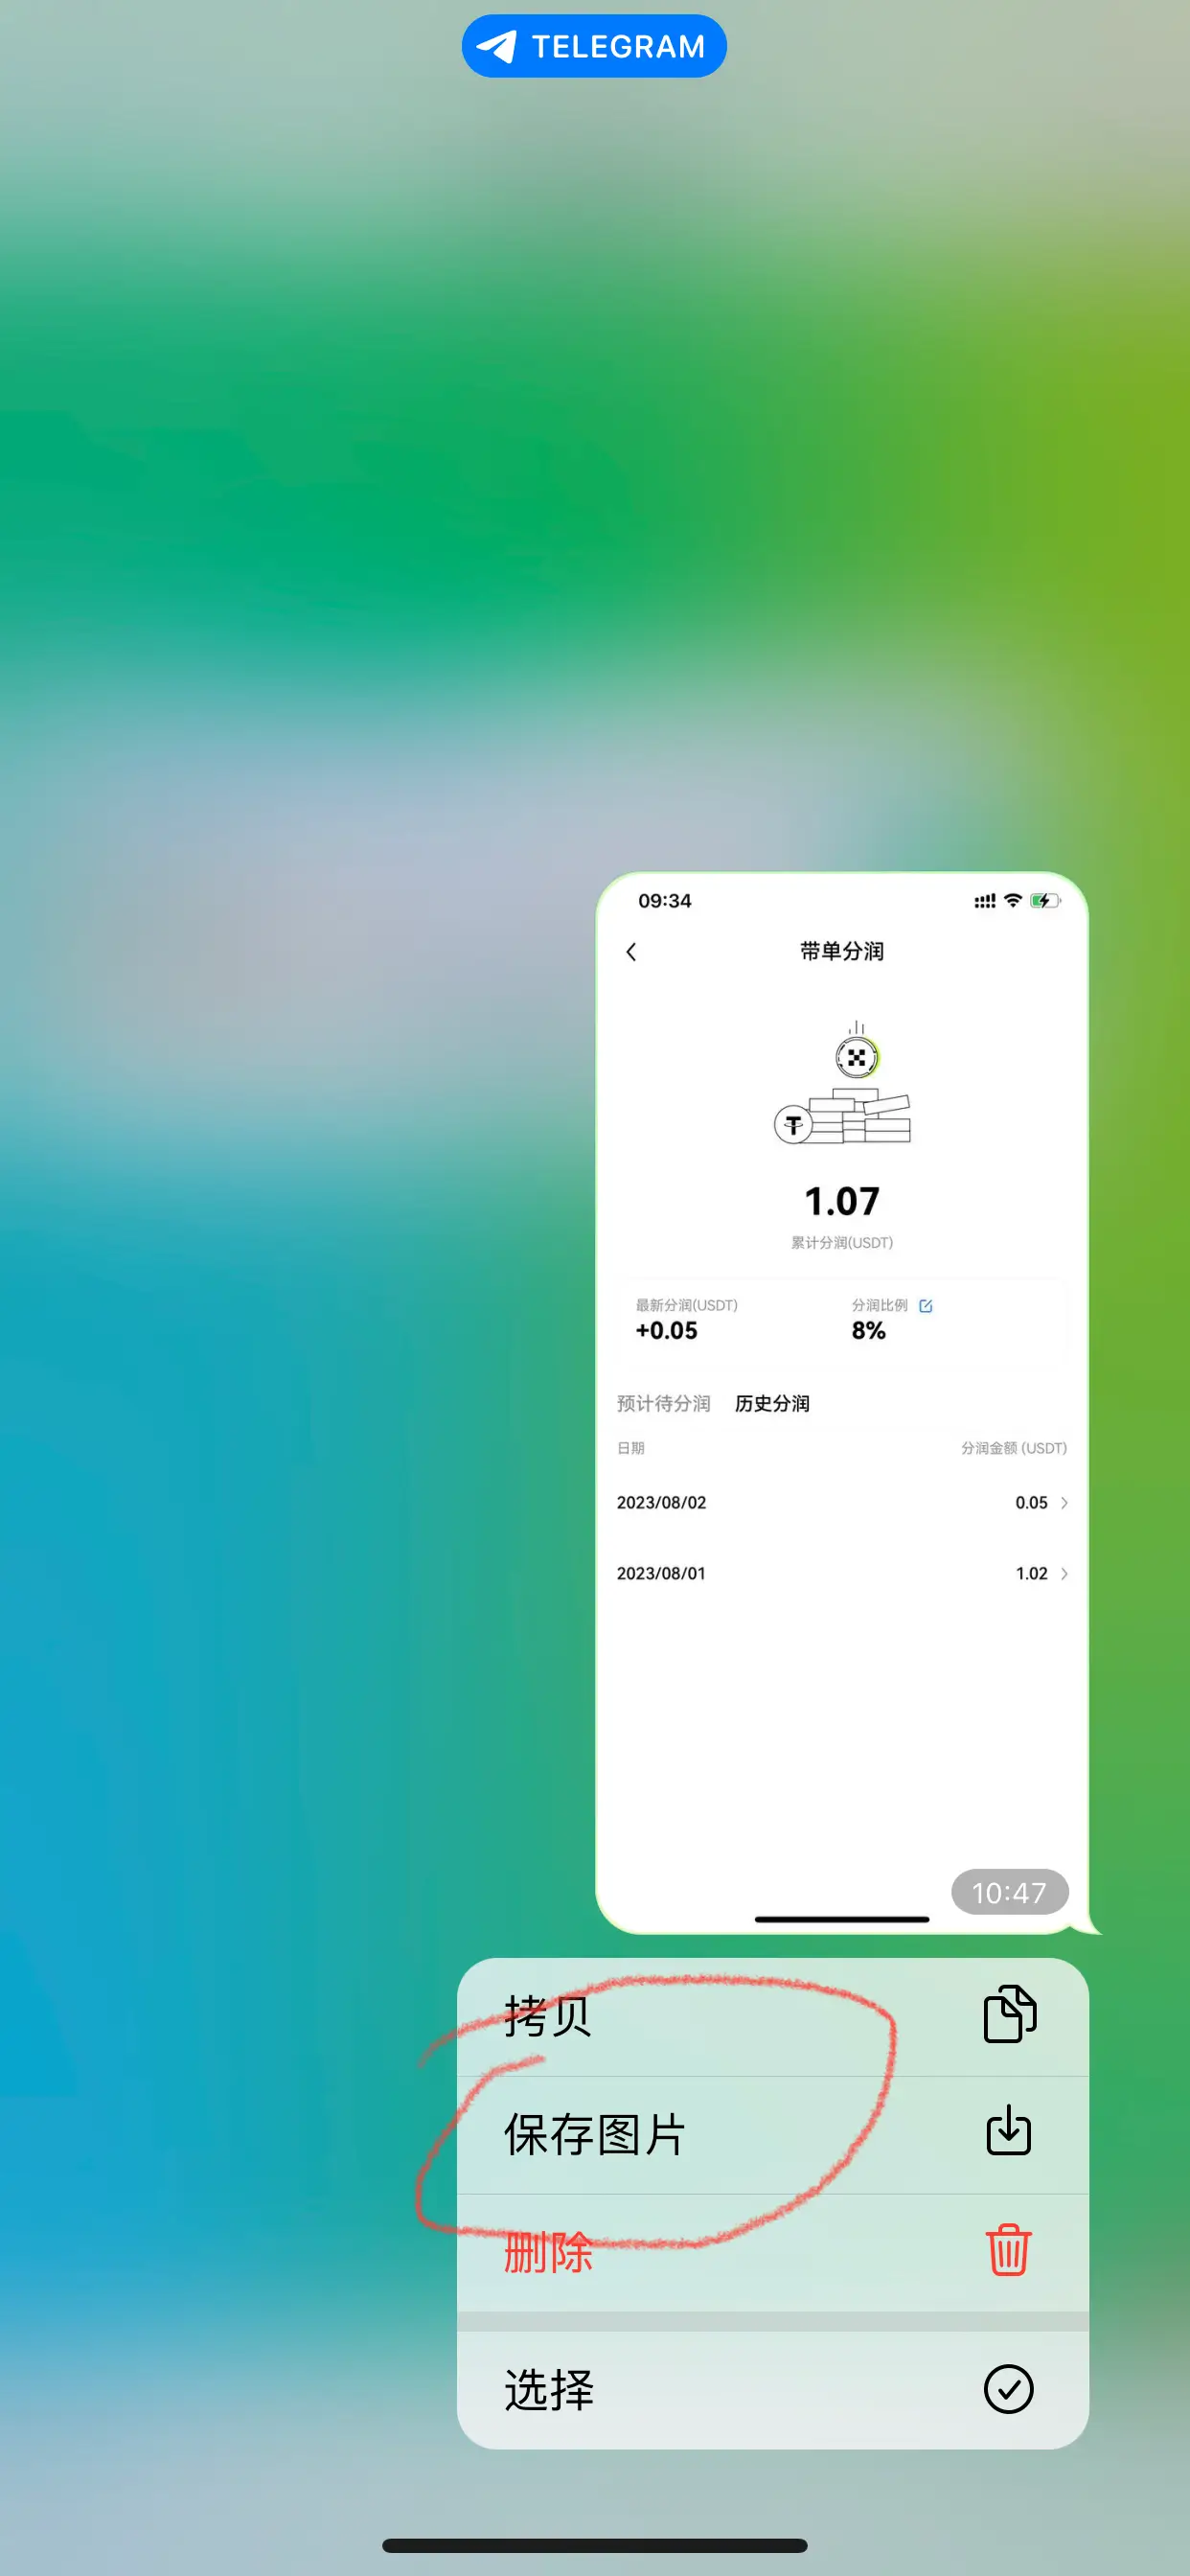 TELEGRAM
09:34
带单分润
1.07
累计分润(USDT)
最新分润(USDT) 分润比例
+0.05 8%
预计待分润 历史分润
日期 分润金额 (USDT)
2023/08/02 0.05
2023/08/01 1.02
10:47
拷贝
保存图片
删除
选择